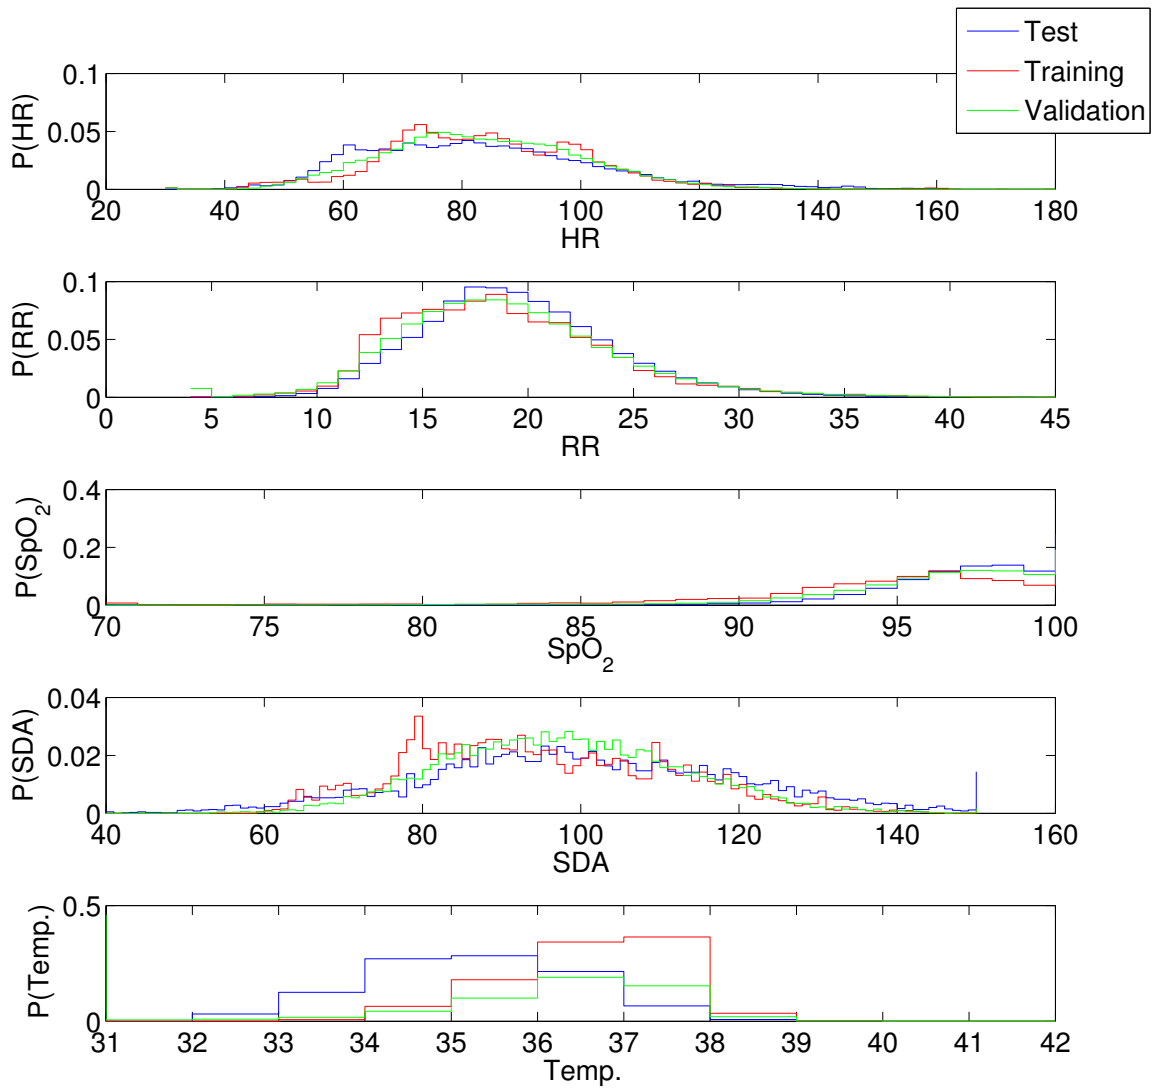 Test
Training
Validation
0.1
0.05
0
P(HR)
20 40 60 80 100 120 140 160 180
HR
0.1
0.05
0
P(RR)
0 5 10 15 20 25 30 35 40 45
RR
0.4
0.2
0
P(SpO₂)
70 75 80 85 90 95 100
SpO₂
0.04
0.02
0
P(SDA)
40 60 80 100 120 140 160
SDA
0.5
0
P(Temp.)
31 32 33 34 35 36 37 38 39 40 41 42
Temp.